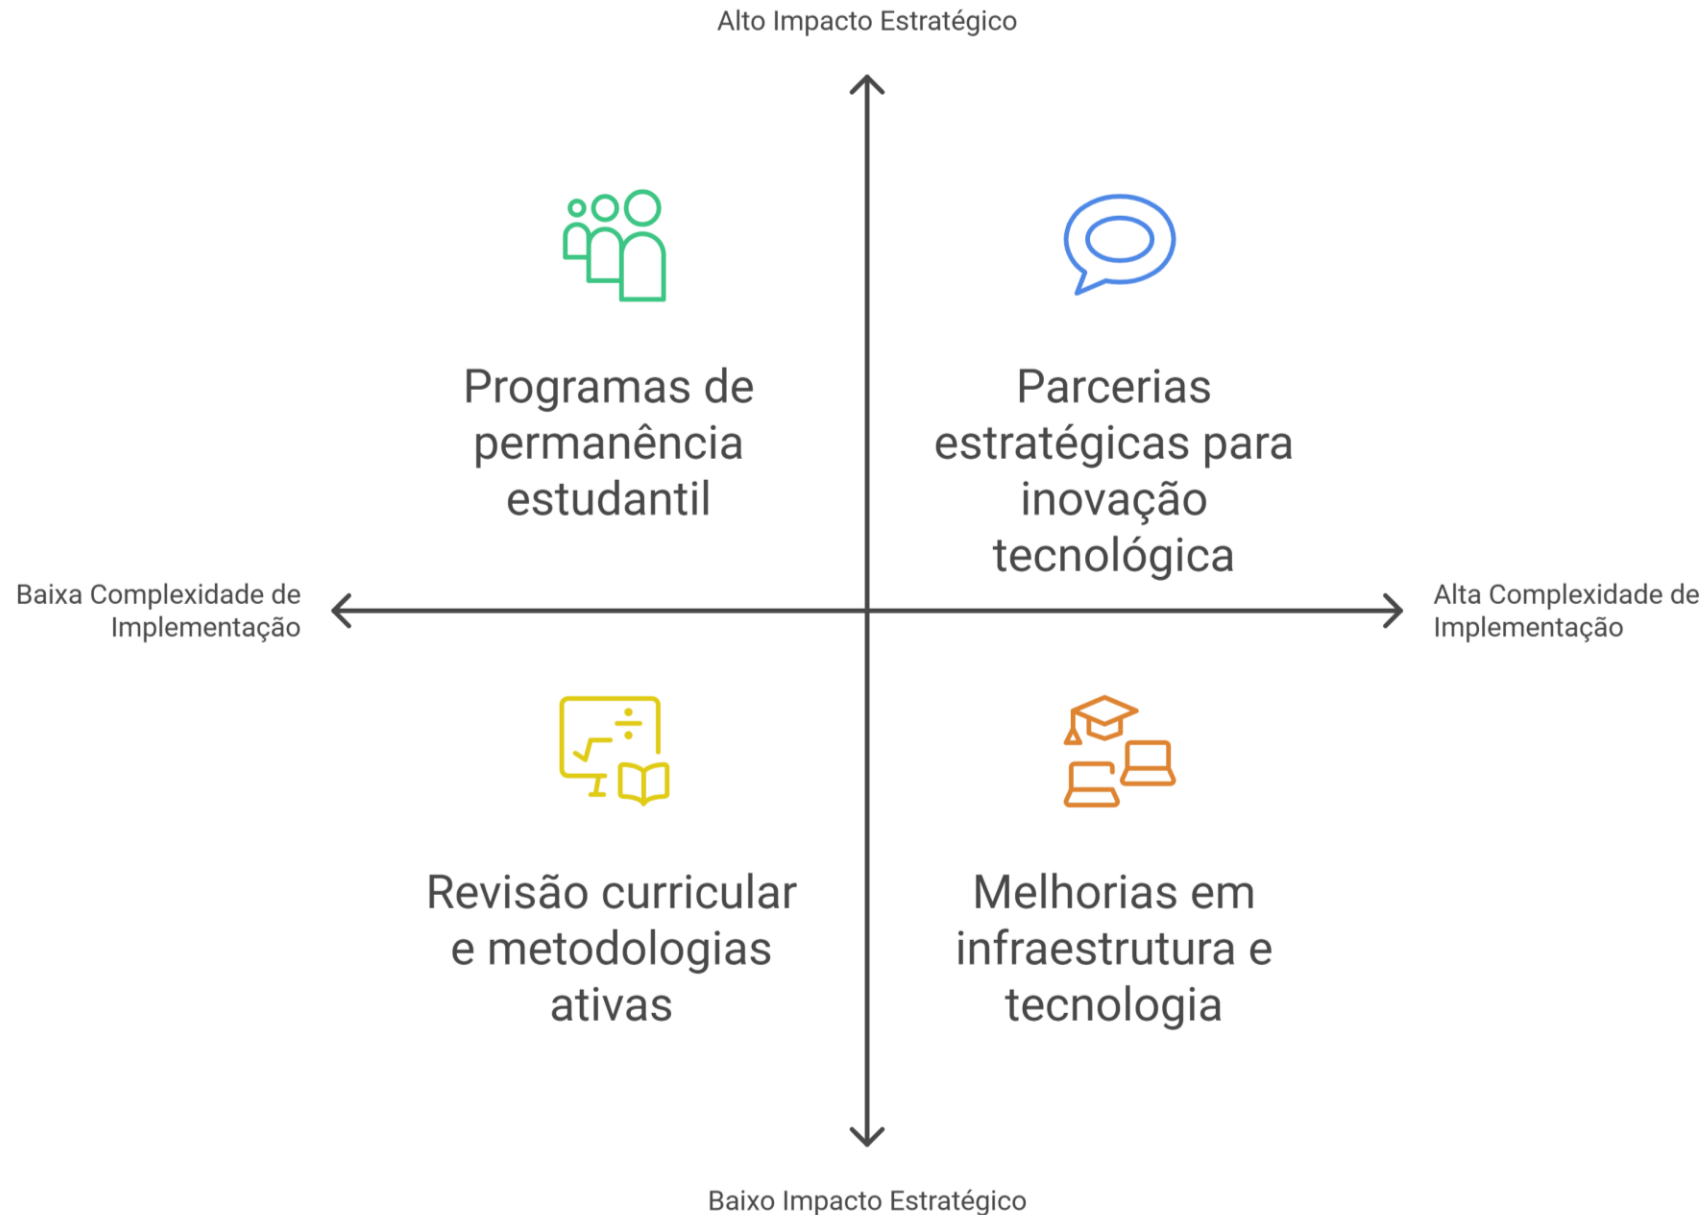 Alto Impacto Estratégico
Programas de
permanência
estudantil
Parcerias
estratégicas para
inovação
tecnológica
Baixa Complexidade de
Implementação
Alta Complexidade de
Implementação
Revisão curricular
e metodologias
ativas
Melhorias em
infraestrutura e
tecnologia
Baixo Impacto Estratégico